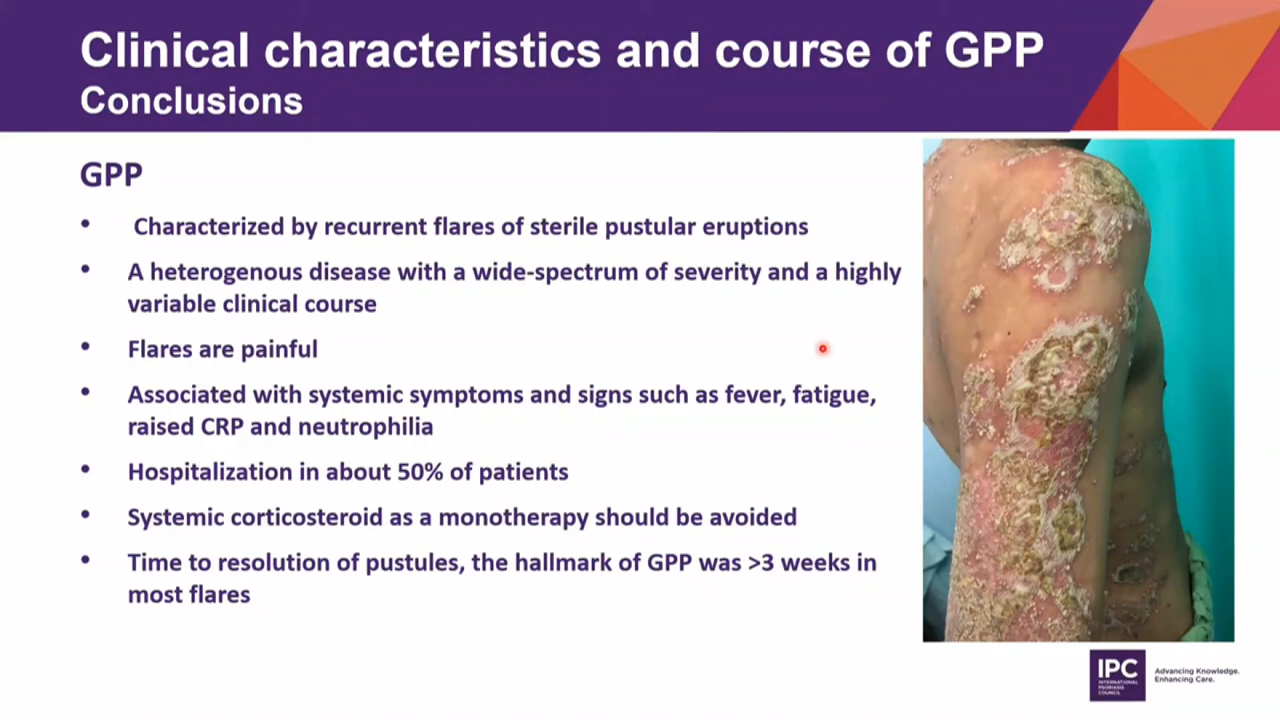 Clinical characteristics and course of GPP
Conclusions
GPP
• Characterized by recurrent flares of sterile pustular eruptions
• A heterogenous disease with a wide-spectrum of severity and a highly
variable clinical course
• Flares are painful
• Associated with systemic symptoms and signs such as fever, fatigue,
raised CRP and neutrophilia
• Hospitalization in about 50% of patients
• Systemic corticosteroid as a monotherapy should be avoided
• Time to resolution of pustules, the hallmark of GPP was >3 weeks in
most flares
IPC
INTERNATIONAL
PSORIASIS
COUNCIL
Advancing Knowledge.
Enhancing Care.